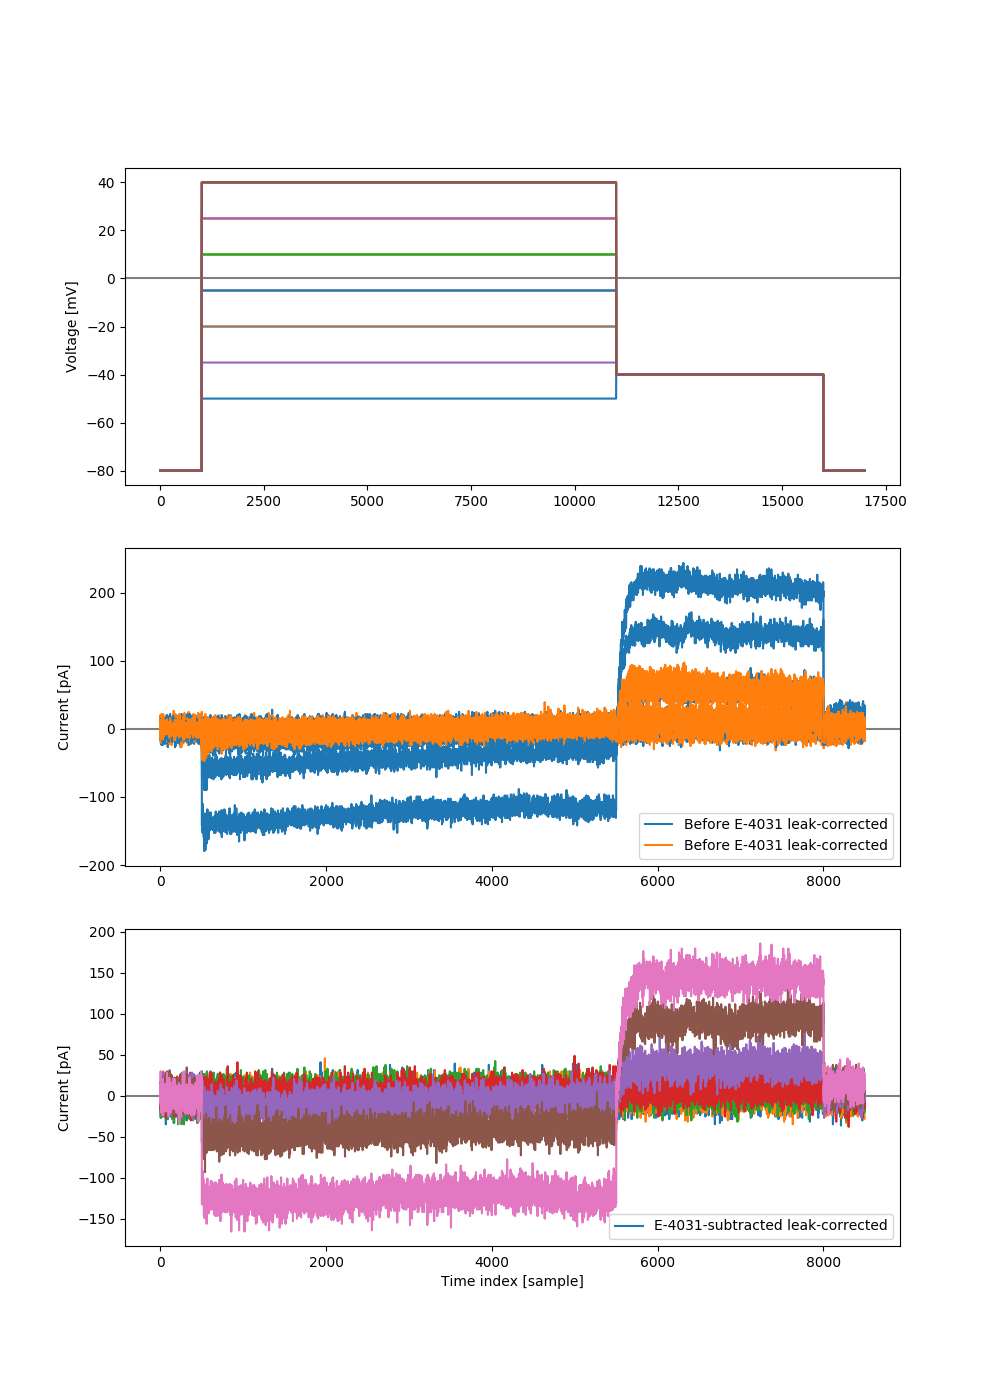 Voltage [mV]
40
20
0
−20
−40
−60
−80
0 2500 5000 7500 10000 12500 15000 17500
Current [pA]
200
100
0
−100
−200
Before E-4031 leak-corrected
Before E-4031 leak-corrected
0 2000 4000 6000 8000
Current [pA]
200
150
100
50
0
−50
−100
−150
E-4031-subtracted leak-corrected
0 2000 4000 6000 8000
Time index [sample]